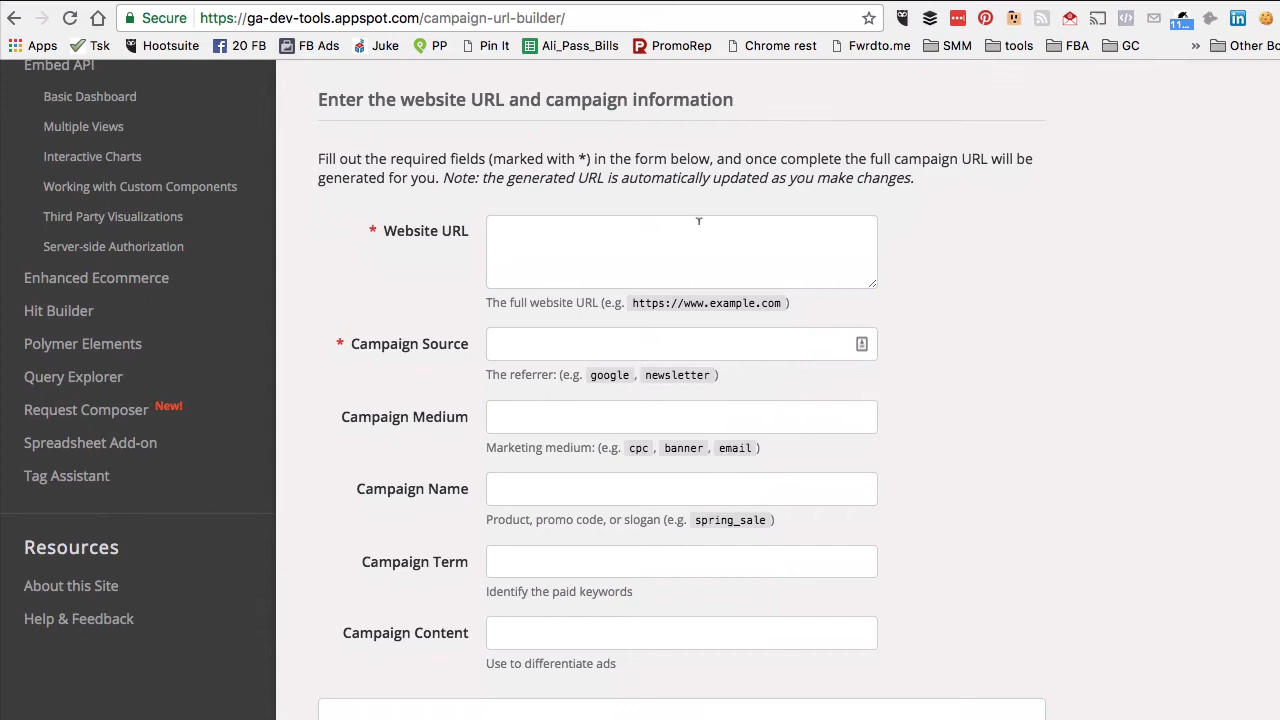 Secure https://ga-dev-tools.appspot.com/campaign-url-builder/
11...
Apps Tsk Hootsuite 20 FB FB Ads Juke PP Pin It Ali_Pass_Bills PromoRep Chrome rest Fwrdto.me SMM tools FBA GC » Other Bo
Embed API
Basic Dashboard
Multiple Views
Interactive Charts
Working with Custom Components
Third Party Visualizations
Server-side Authorization
Enhanced Ecommerce
Hit Builder
Polymer Elements
Query Explorer
Request Composer New!
Spreadsheet Add-on
Tag Assistant
Resources
About this Site
Help & Feedback
Enter the website URL and campaign information
Fill out the required fields (marked with *) in the form below, and once complete the full campaign URL will be
generated for you. Note: the generated URL is automatically updated as you make changes.
* Website URL
The full website URL (e.g. https://www.example.com )
* Campaign Source
The referrer: (e.g. google , newsletter )
Campaign Medium
Marketing medium: (e.g. cpc , banner , email )
Campaign Name
Product, promo code, or slogan (e.g. spring_sale )
Campaign Term
Identify the paid keywords
Campaign Content
Use to differentiate ads